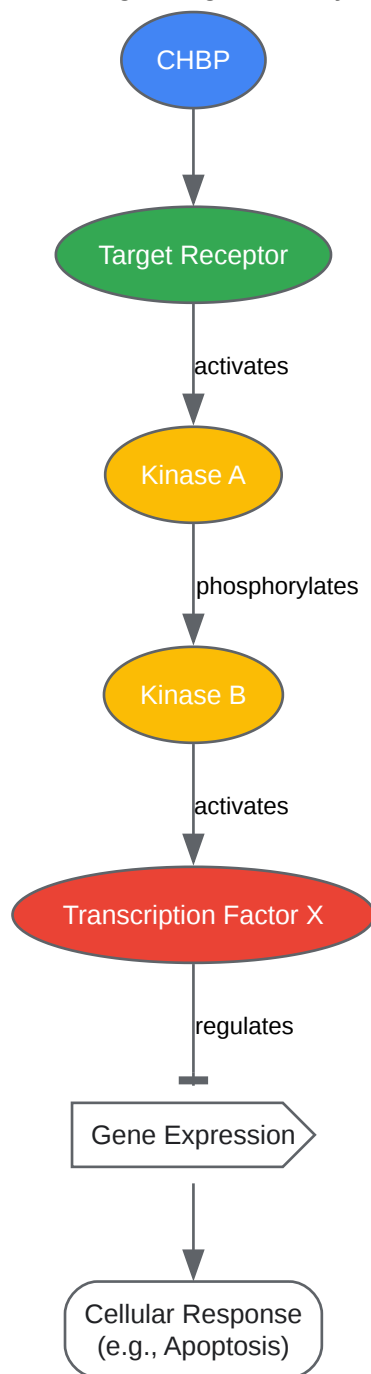 CHBP
Target Receptor
activates
Kinase A
phosphorylates
Kinase B
activates
Transcription Factor X
regulates
Gene Expression
Cellular Response
(e.g., Apoptosis)